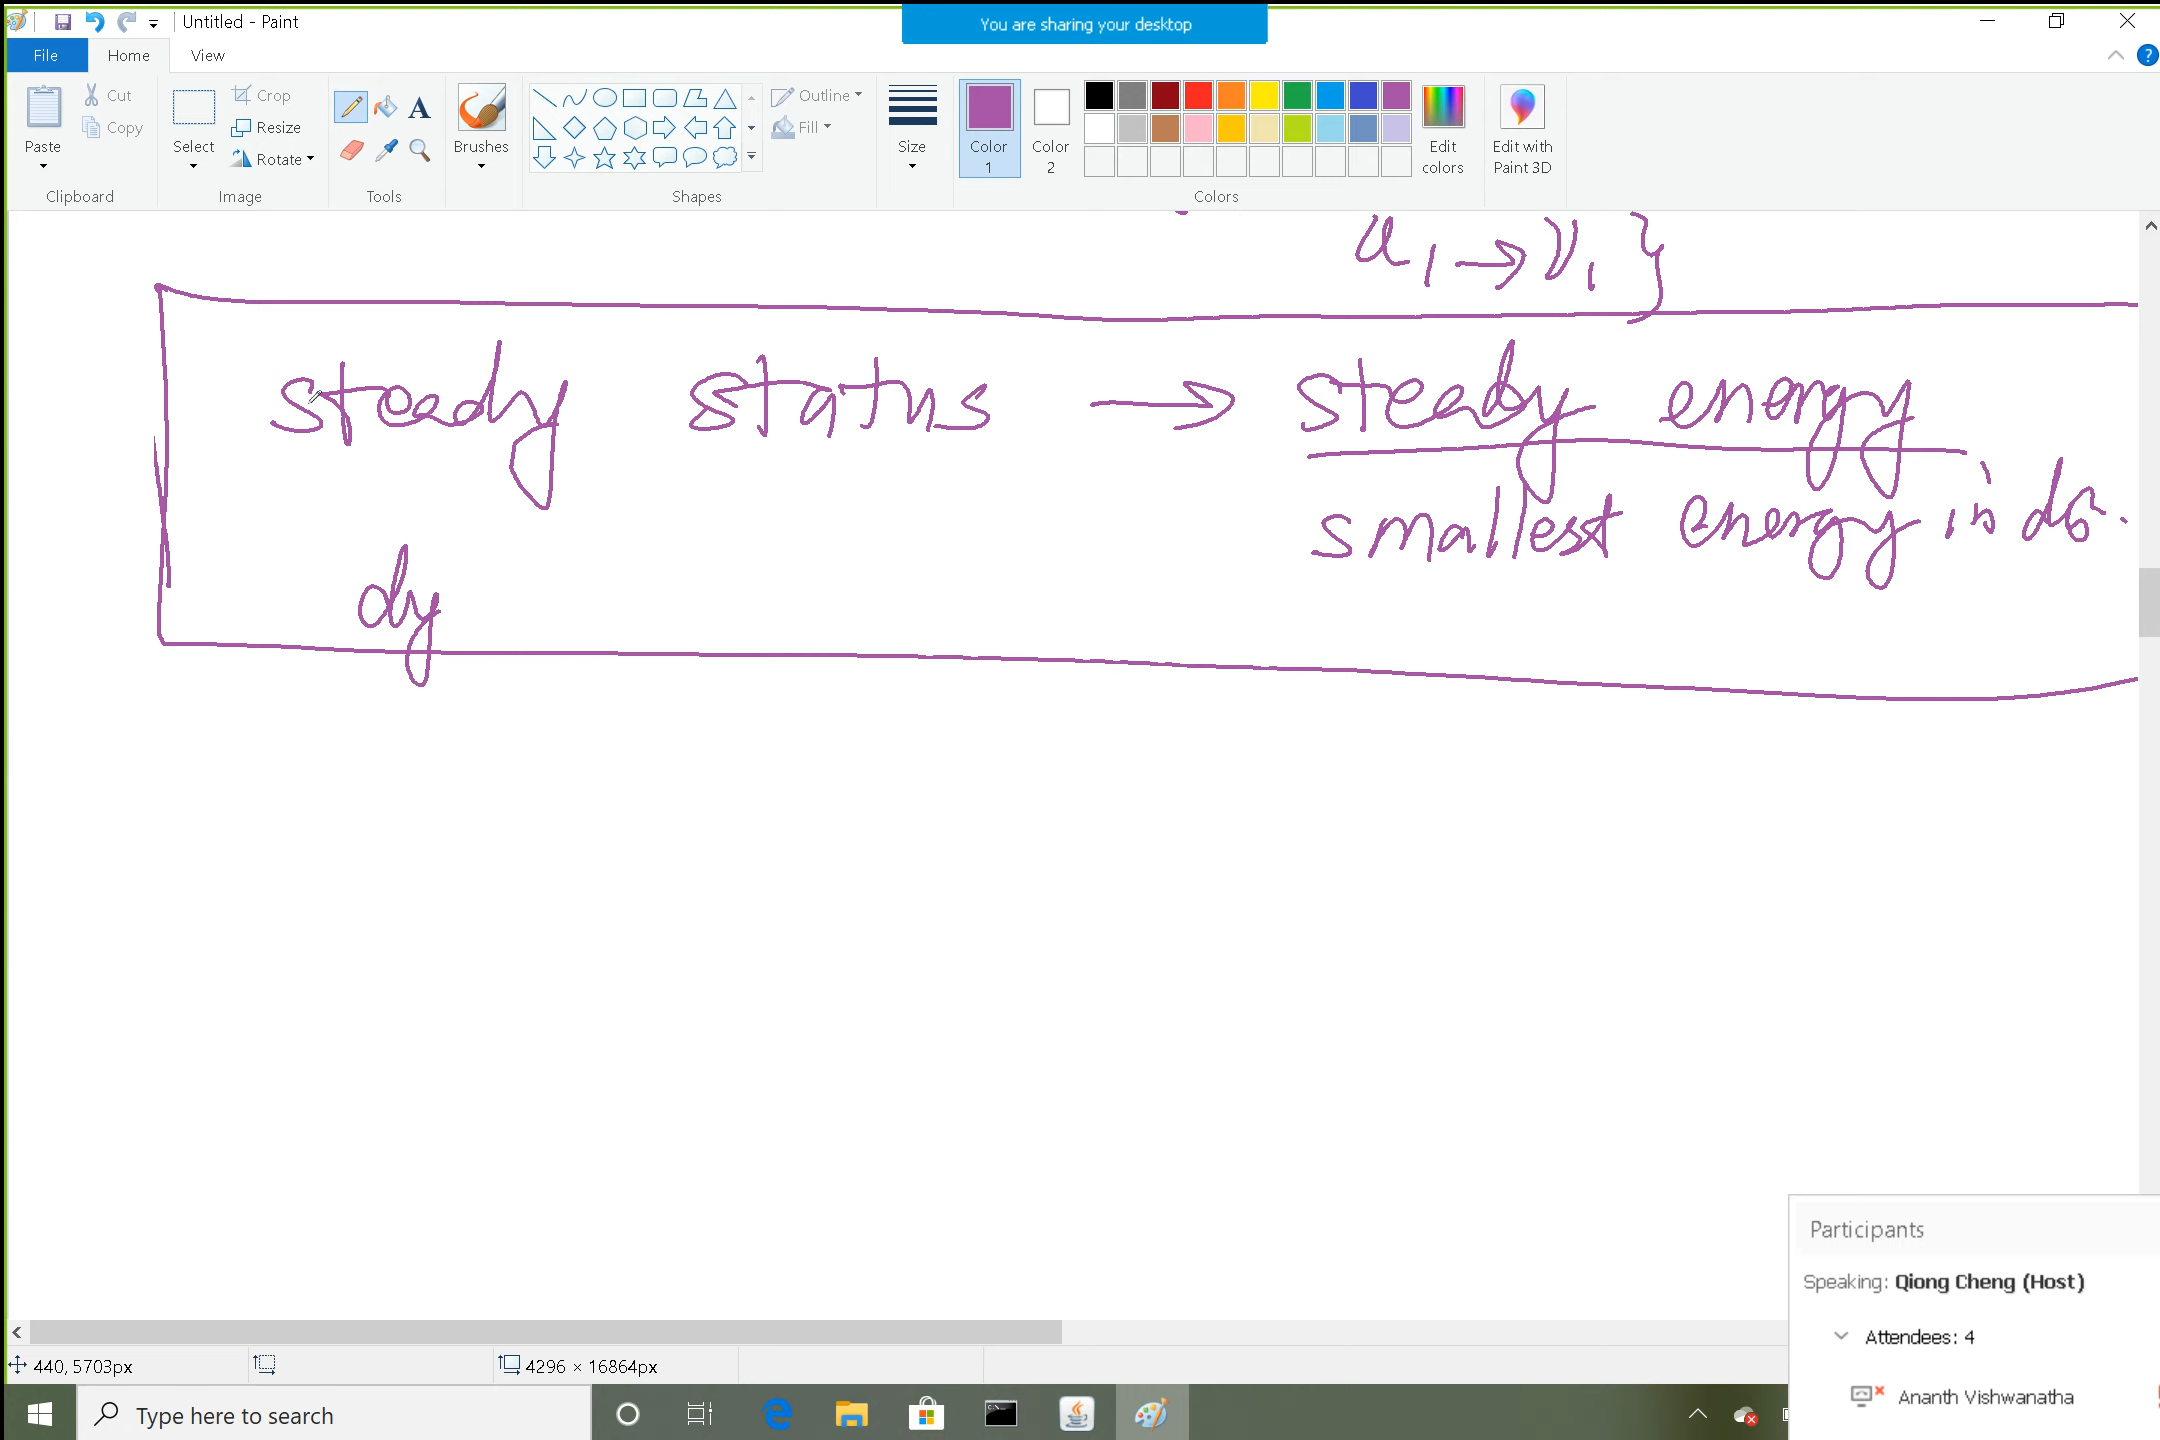 Untitled - Paint
You are sharing your desktop
File Home View
Paste
Cut
Copy
Clipboard
Select
Crop
Resize
Rotate
Image
Tools
Brushes
Shapes
Outline
Fill
Size
Color 1
Color 2
Colors
Edit colors
Edit with Paint 3D
steady status → steady energy
smallest energy is
dy
Participants
Speaking: Qiong Cheng (Host)
Attendees: 4
Ananth Vishwanatha
440, 5703px
4296 × 16864px
Type here to search